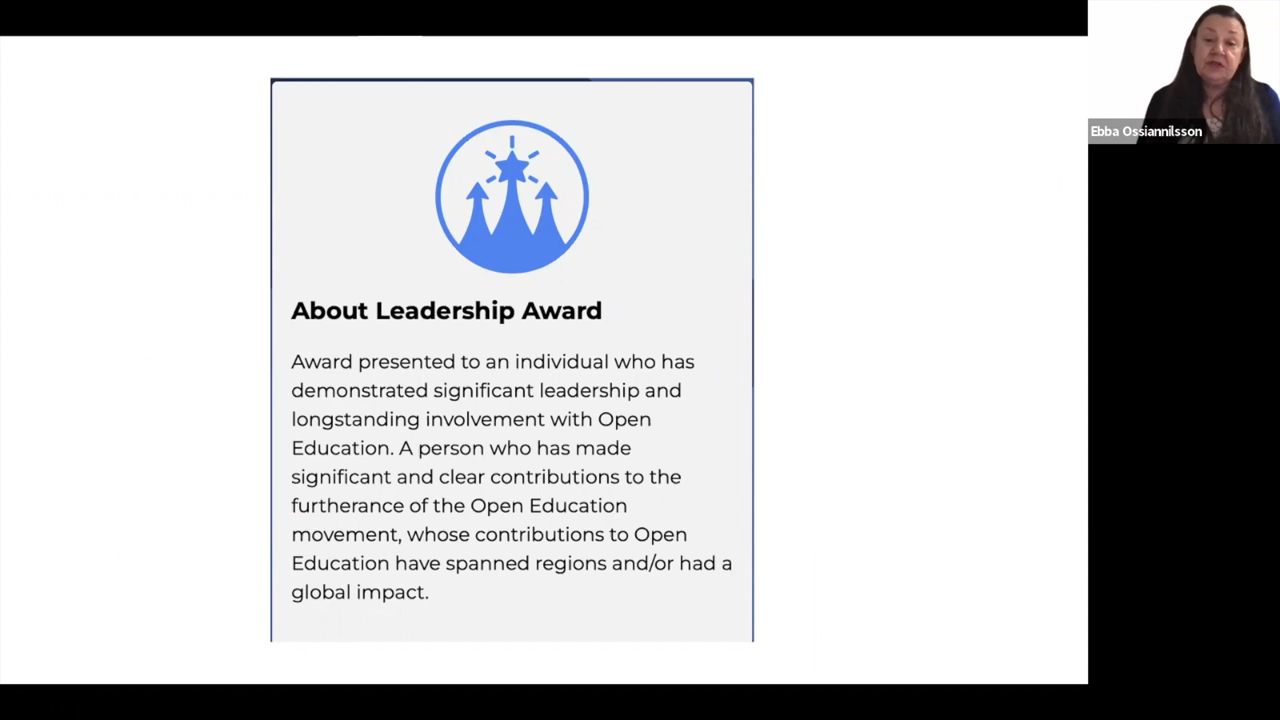 Ebba Ossiannilsson
About Leadership Award
Award presented to an individual who has
demonstrated significant leadership and
longstanding involvement with Open
Education. A person who has made
significant and clear contributions to the
furtherance of the Open Education
movement, whose contributions to Open
Education have spanned regions and/or had a
global impact.